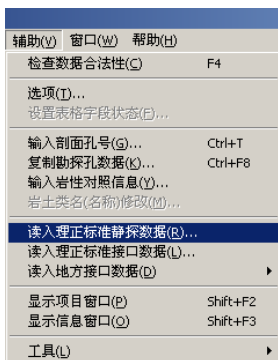 辅助(V) 窗口(W) 帮助(H)
检查数据合法性(C) F4
选项(T)...
设置表格字段状态(F)...
输入剖面孔号(G)... Ctrl+T
复制勘探孔数据(K)... Ctrl+F8
输入岩性对照信息(Y)...
岩土类名(名称)修改(M)...
读入理正标准静探数据(R)...
读入理正标准接口数据(L)...
读入地方接口数据(D)
显示项目窗口(P) Shift+F2
显示信息窗口(O) Shift+F3
工具(L)